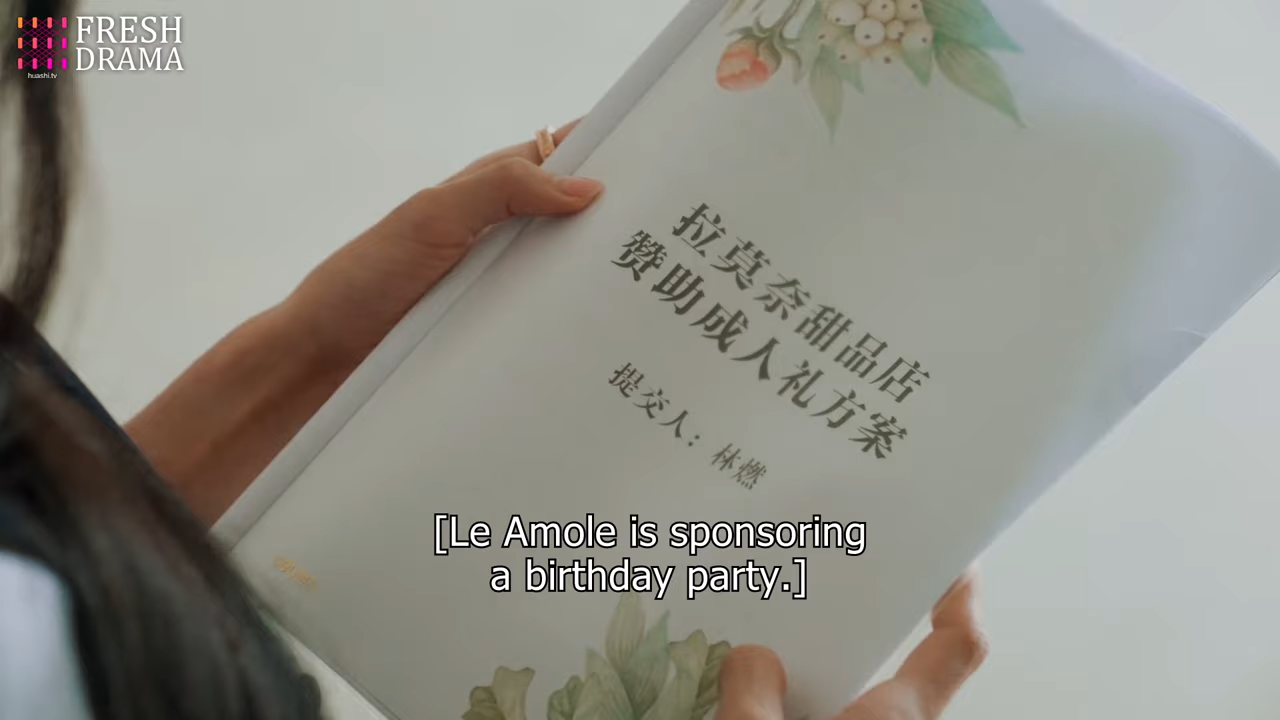 FRESH
DRAMA
huashi.tv
拉莫奈甜品店
赞助成人礼方案
提交人：林燃
[Le Amole is sponsoring
a birthday party.]